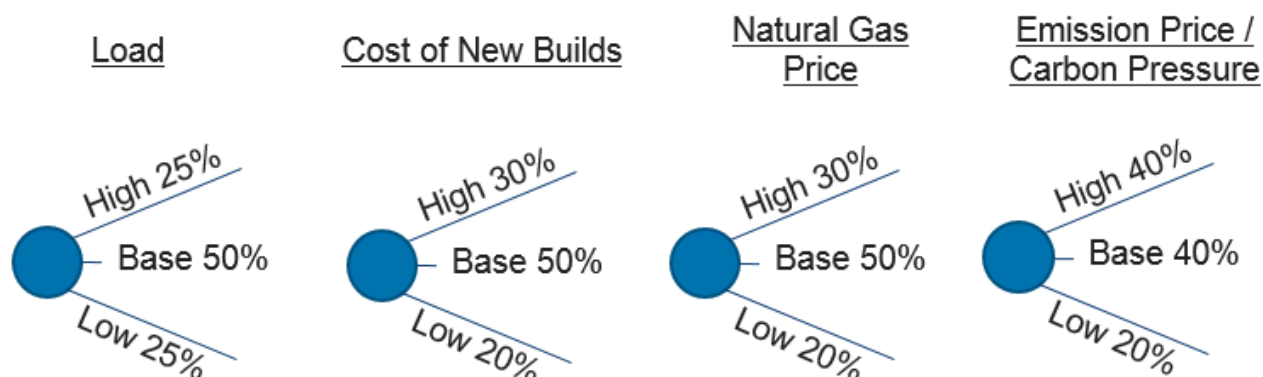 Load
High 25%
Base 50%
Low 25%
Cost of New Builds
High 30%
Base 50%
Low 20%
Natural Gas
Price
High 30%
Base 50%
Low 20%
Emission Price /
Carbon Pressure
High 40%
Base 40%
Low 20%